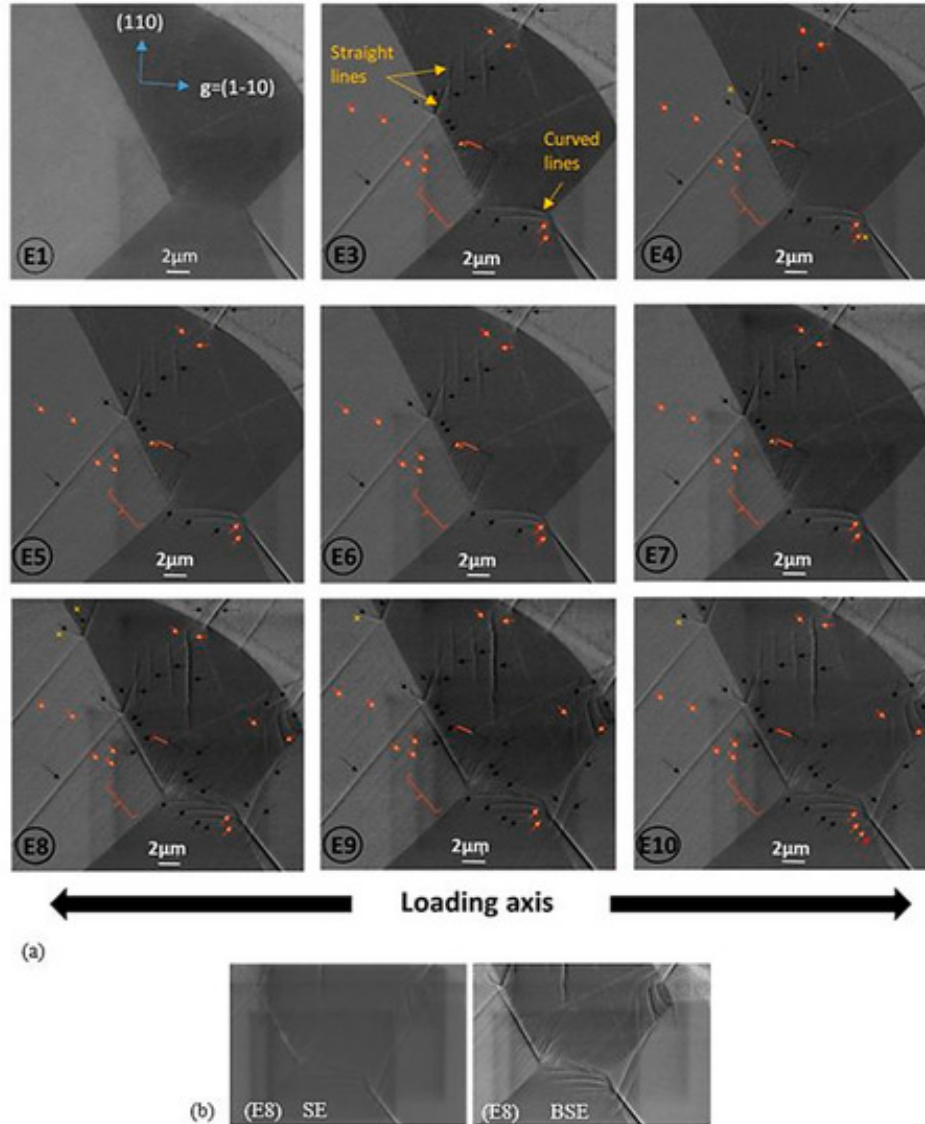 (110)
g=(1-10)
E1
2μm
Straight
lines
Curved
lines
E3
2μm
E4
2μm
E5
2μm
E6
2μm
E7
2μm
E8
2μm
E9
2μm
E10
2μm
Loading axis
(a)
(b)
(E8) SE
(E8) BSE